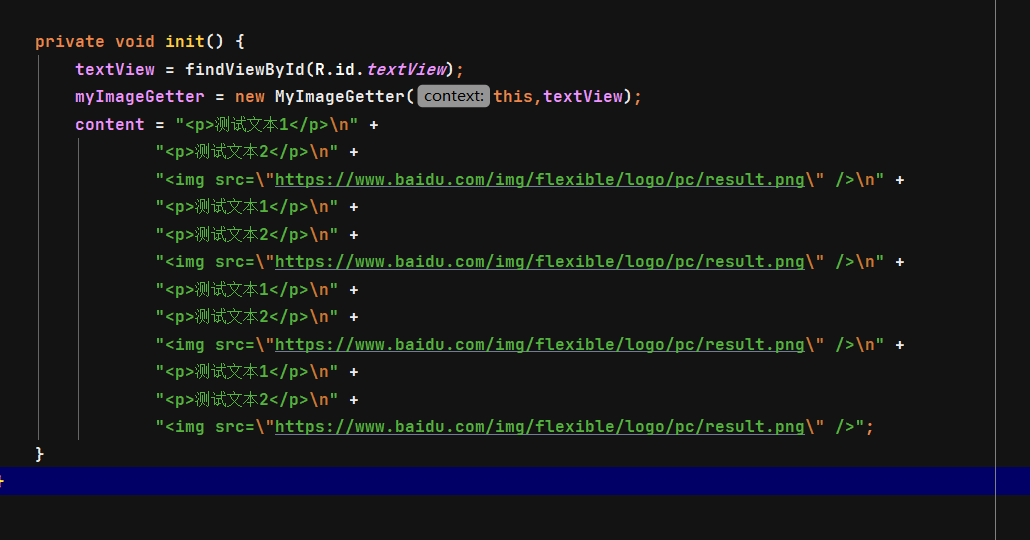 private void init() {
textView = findViewById(R.id.textView);
myImageGetter = new MyImageGetter(context:this,textView);
content = "<p>测试文本1</p>\n" +
"<p>测试文本2</p>\n" +
"<img src=\"https://www.baidu.com/img/flexible/logo/pc/result.png\" />\n" +
"<p>测试文本1</p>\n" +
"<p>测试文本2</p>\n" +
"<img src=\"https://www.baidu.com/img/flexible/logo/pc/result.png\" />\n" +
"<p>测试文本1</p>\n" +
"<p>测试文本2</p>\n" +
"<img src=\"https://www.baidu.com/img/flexible/logo/pc/result.png\" />\n" +
"<p>测试文本1</p>\n" +
"<p>测试文本2</p>\n" +
"<img src=\"https://www.baidu.com/img/flexible/logo/pc/result.png\" />";
}
}